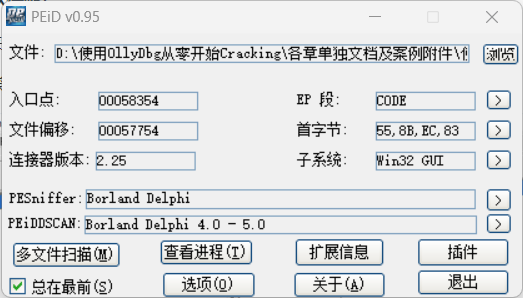 PEiD v0.95
文件: D:\使用OllyDbg从零开始Cracking\各章单独文档及案例附件\ 浏览
入口点: 00058354 EP 段: CODE >
文件偏移: 00057754 首字节: 55,8B,EC,83 >
连接器版本: 2.25 子系统: Win32 GUI >
PESniffer: Borland Delphi >
PEiDDSCAN: Borland Delphi 4.0 - 5.0 >
多文件扫描(M) 查看进程(T) 扩展信息 插件
总在最前(S) 选项(O) 关于(A) 退出